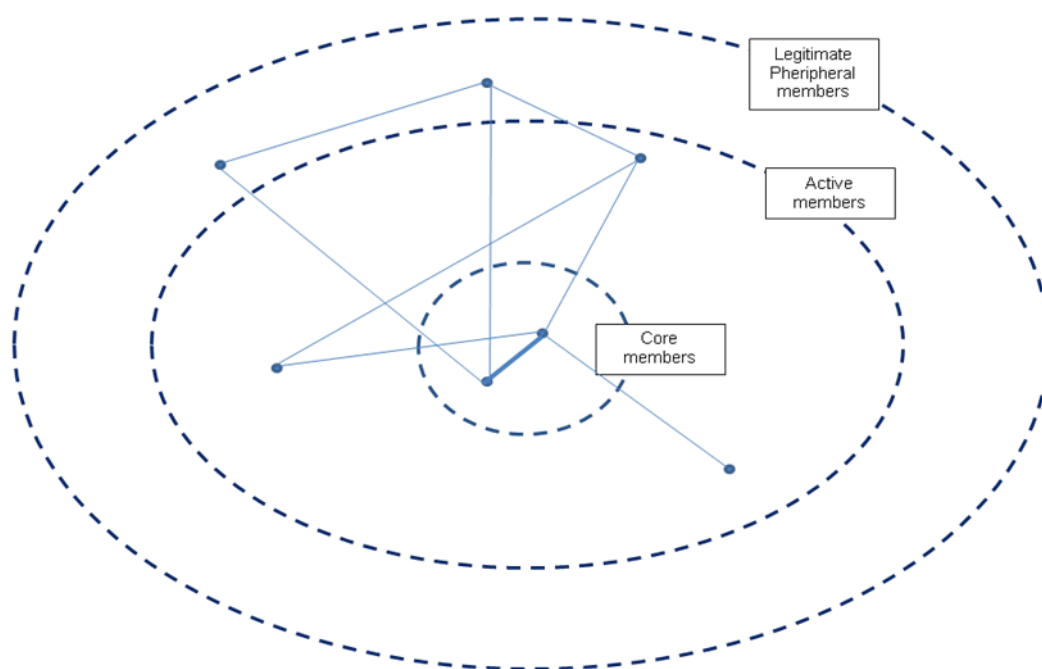 Legitimate
Pheripheral
members
Active
members
Core
members